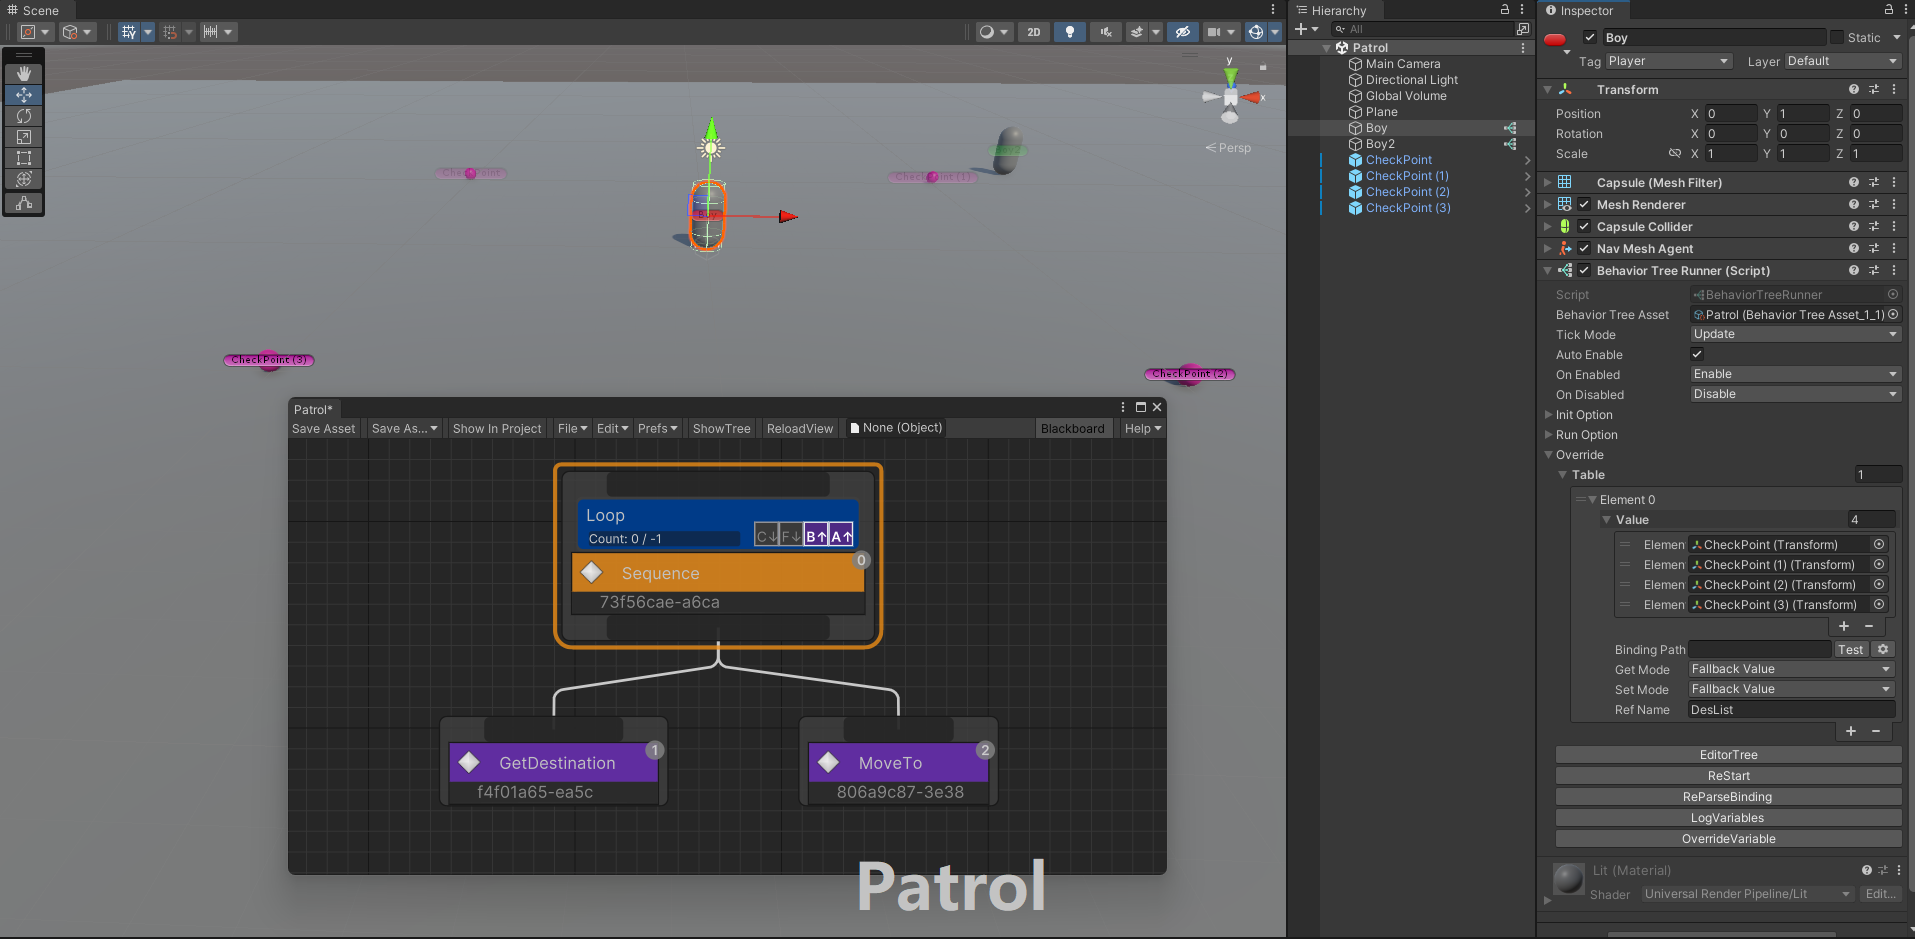 Scene
2D
y
x
Persp
CheckPoint
CheckPoint (1)
Boy
CheckPoint (3)
CheckPoint (2)
Patrol*
Save Asset
Save As...
Show In Project
File
Edit
Prefs
ShowTree
ReloadView
None (Object)
Blackboard
Help
Loop
Count: 0 / -1
C↓ F↓ B↑ A↑
0
Sequence
73f56cae-a6ca
1
GetDestination
f4f01a65-ea5c
2
MoveTo
806a9c87-3e38
Patrol
Hierarchy
All
Patrol
Main Camera
Directional Light
Global Volume
Plane
Boy
Boy2
CheckPoint
CheckPoint (1)
CheckPoint (2)
CheckPoint (3)
Inspector
Boy
Static
Tag Player
Layer Default
Transform
Position X 0 Y 1 Z 0
Rotation X 0 Y 0 Z 0
Scale X 1 Y 1 Z 1
Capsule (Mesh Filter)
Mesh Renderer
Capsule Collider
Nav Mesh Agent
Behavior Tree Runner (Script)
Script BehaviorTreeRunner
Behavior Tree Asset Patrol (Behavior Tree Asset_1_1)
Tick Mode Update
Auto Enable
On Enabled Enable
On Disabled Disable
Init Option
Run Option
Override
Table 1
Element 0
Value 4
Elemen CheckPoint (Transform)
Elemen CheckPoint (1) (Transform)
Elemen CheckPoint (2) (Transform)
Elemen CheckPoint (3) (Transform)
+ −
Binding Path Test
Get Mode Fallback Value
Set Mode Fallback Value
Ref Name DesList
+ −
EditorTree
ReStart
ReParseBinding
LogVariables
OverrideVariable
Lit (Material)
Shader Universal Render Pipeline/Lit Edit...